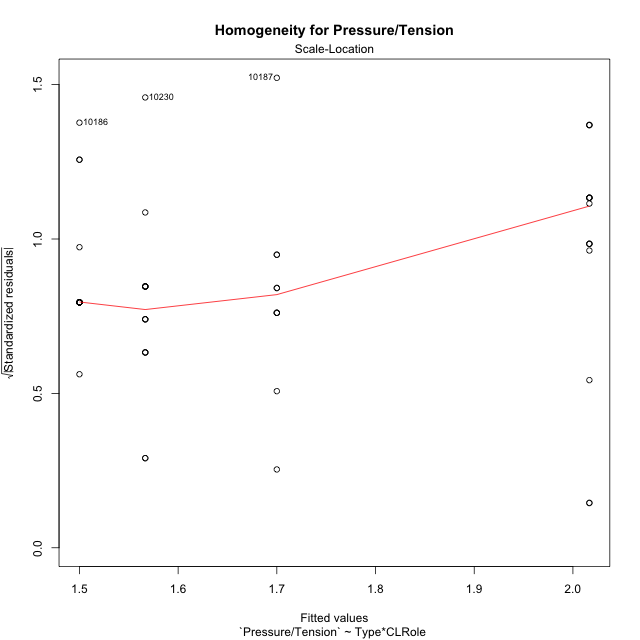 Homogeneity for Pressure/Tension
Scale-Location
1.5
1.0
0.5
0.0
√|Standardized residuals|
10186
10230
10187
1.5
1.6
1.7
1.8
1.9
2.0
Fitted values
`Pressure/Tension` ~ Type*CLRole